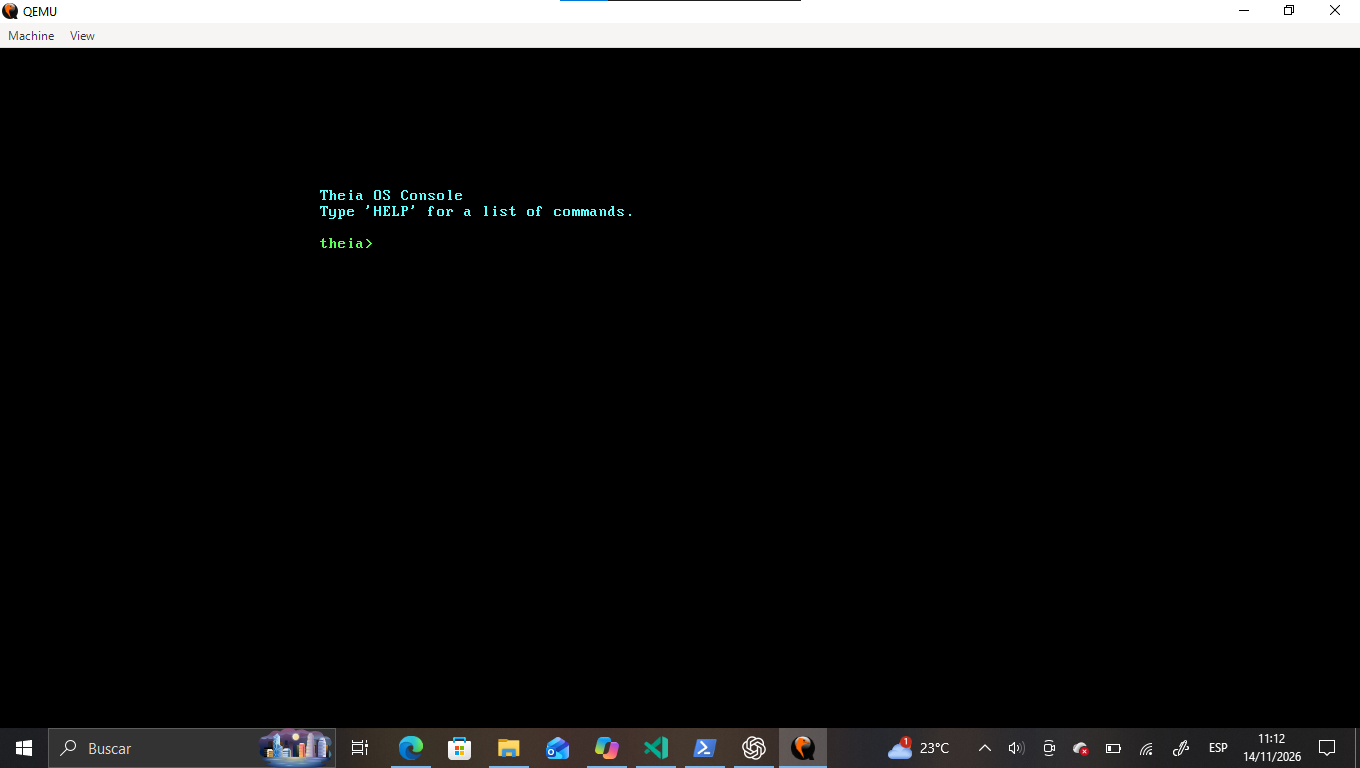 QEMU
Machine View
Theia OS Console
Type 'HELP' for a list of commands.
theia>
Buscar
1
23°C
ESP
11:12
14/11/2026